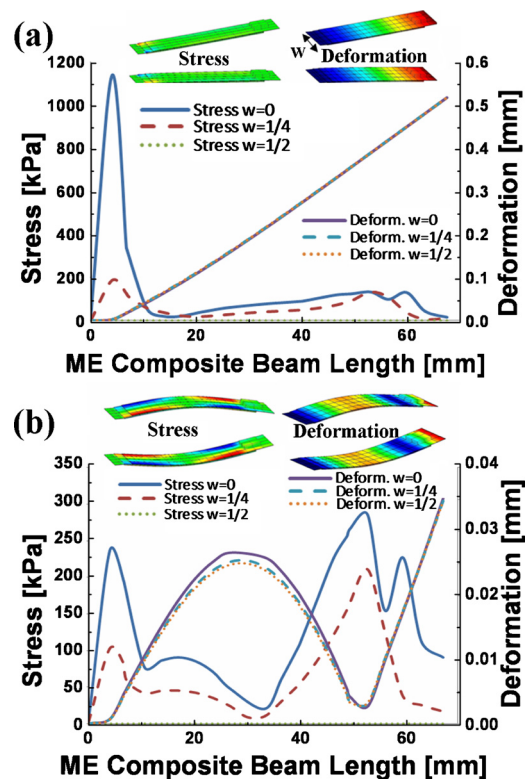 (a)
Stress
W
Deformation
Stress w=0
Stress w=1/4
Stress w=1/2
Deform. w=0
Deform. w=1/4
Deform. w=1/2
Stress [kPa]
1200
1000
800
600
400
200
0
Deformation [mm]
0.6
0.5
0.4
0.3
0.2
0.1
0.0
0 20 40 60
ME Composite Beam Length [mm]
(b)
Stress
Deformation
Stress w=0
Stress w=1/4
Stress w=1/2
Deform. w=0
Deform. w=1/4
Deform. w=1/2
Stress [kPa]
350
300
250
200
150
100
50
0
Deformation [mm]
0.04
0.03
0.02
0.01
0.00
0 20 40 60
ME Composite Beam Length [mm]